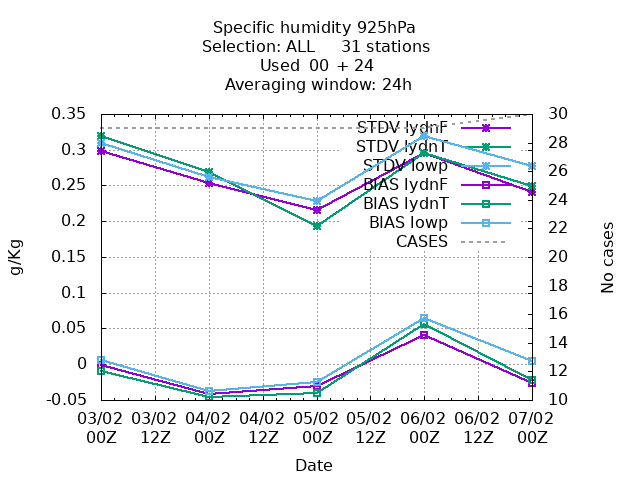 Specific humidity 925hPa
Selection: ALL 31 stations
Used 00 + 24
Averaging window: 24h
0.35
0.3
0.25
0.2
0.15
0.1
0.05
0
-0.05
g/Kg
STDV lydnF
STDV lydnT
STDV lowp
BIAS lydnF
BIAS lydnT
BIAS lowp
CASES
30
28
26
24
22
20
18
16
14
12
10
No cases
03/02 03/02 04/02 04/02 05/02 05/02 06/02 06/02 07/02
00Z 12Z 00Z 12Z 00Z 12Z 00Z 12Z 00Z
Date